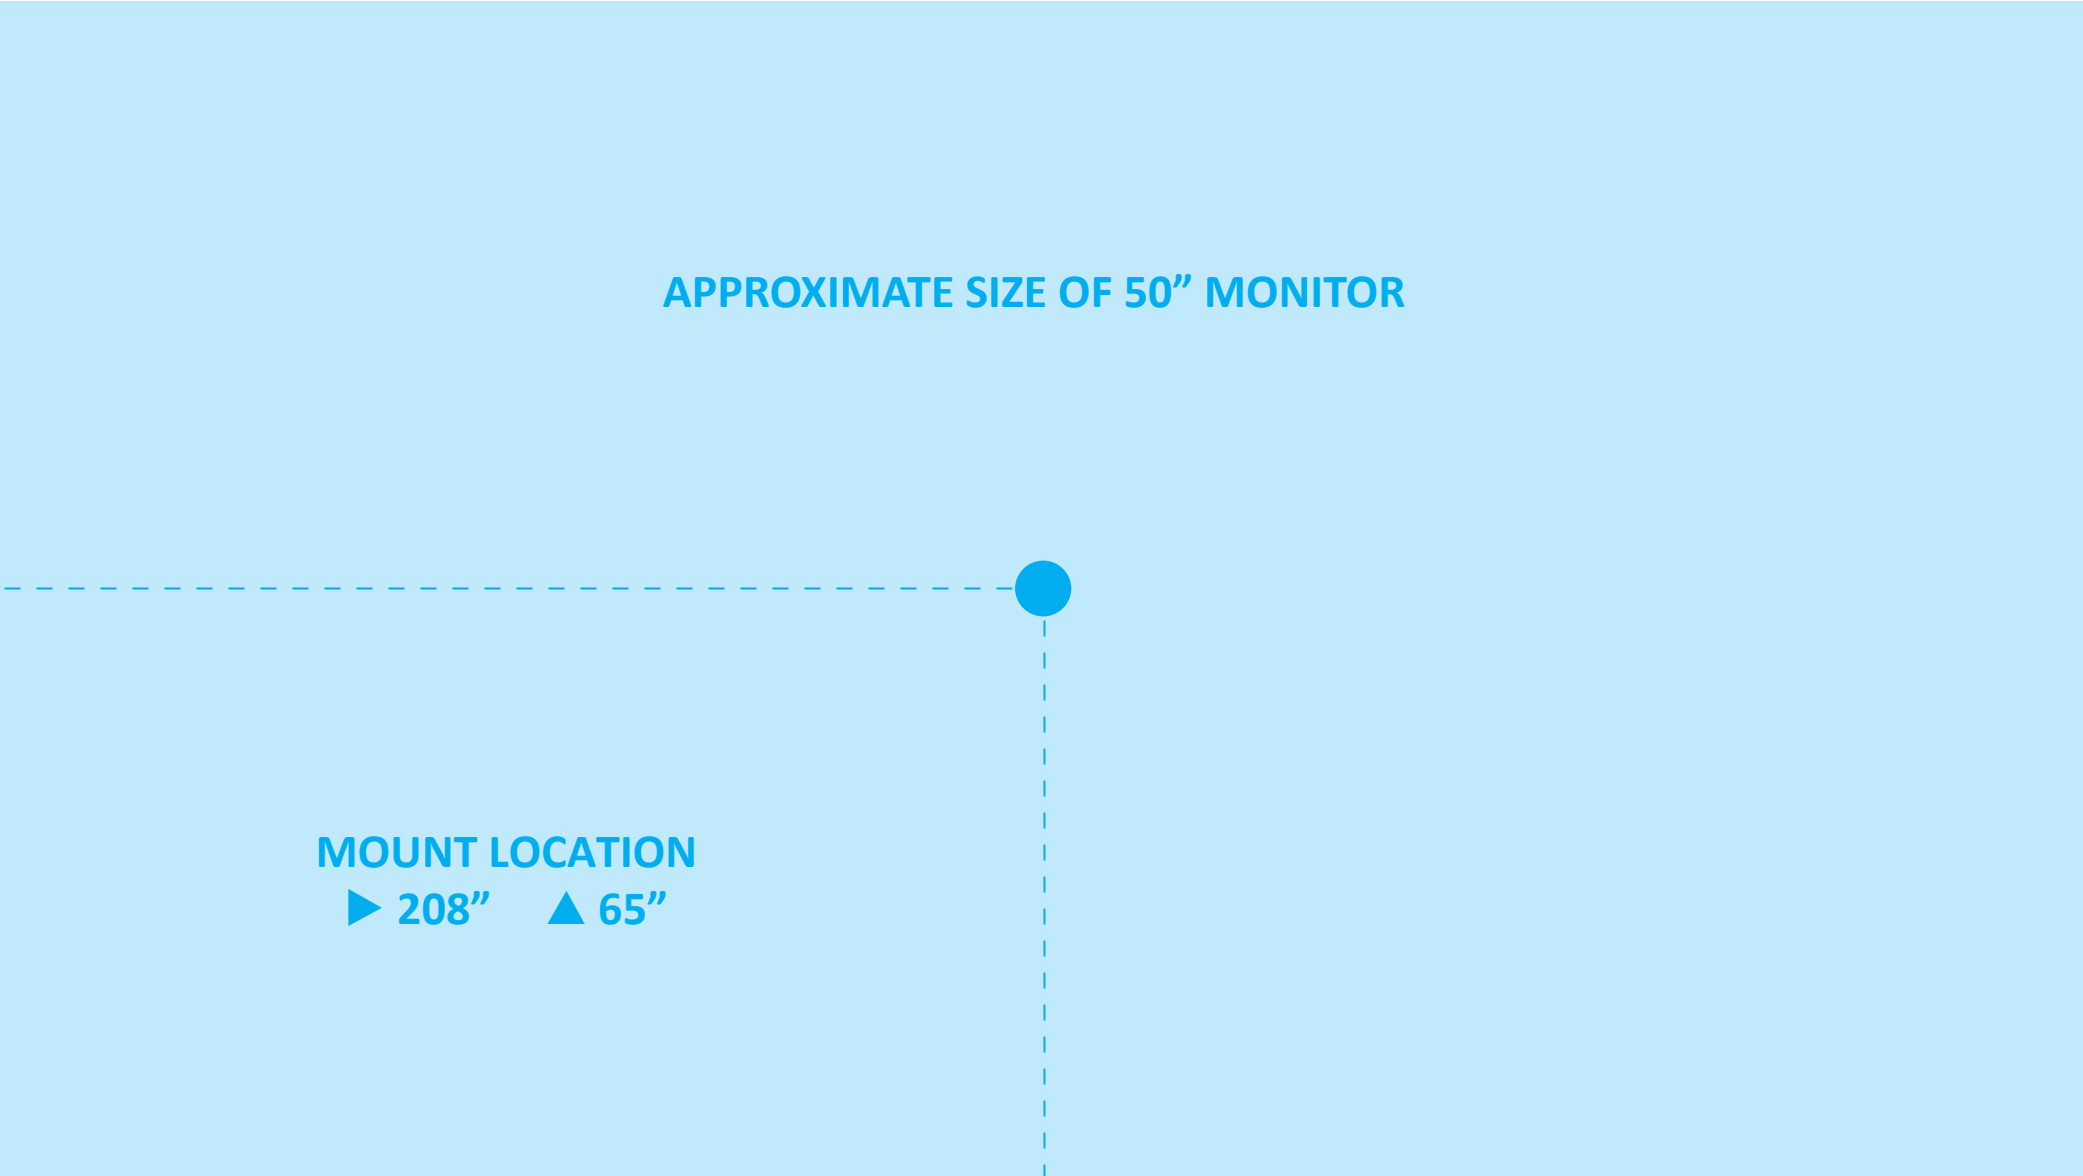 APPROXIMATE SIZE OF 50” MONITOR
MOUNT LOCATION
▶ 208” ▲ 65”